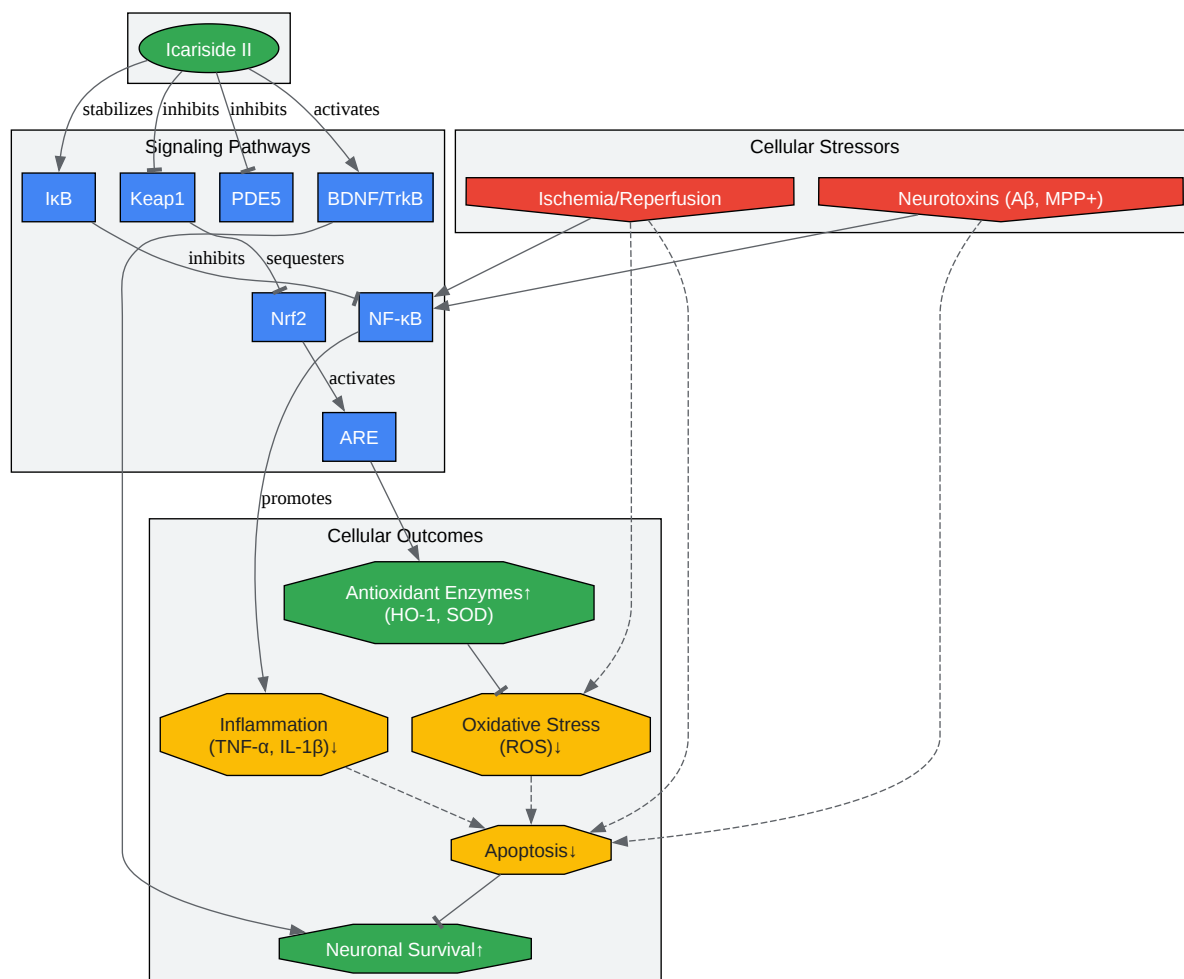 Icariside II
stabilizes
inhibits
inhibits
activates
Signaling Pathways
Cellular Stressors
IκB
Keap1
PDE5
BDNF/TrkB
Ischemia/Reperfusion
Neurotoxins (Aβ, MPP+)
inhibits
sequesters
Nrf2
NF-κB
activates
ARE
promotes
Cellular Outcomes
Antioxidant Enzymes↑
(HO-1, SOD)
Inflammation
(TNF-α, IL-1β)↓
Oxidative Stress
(ROS)↓
Apoptosis↓
Neuronal Survival↑